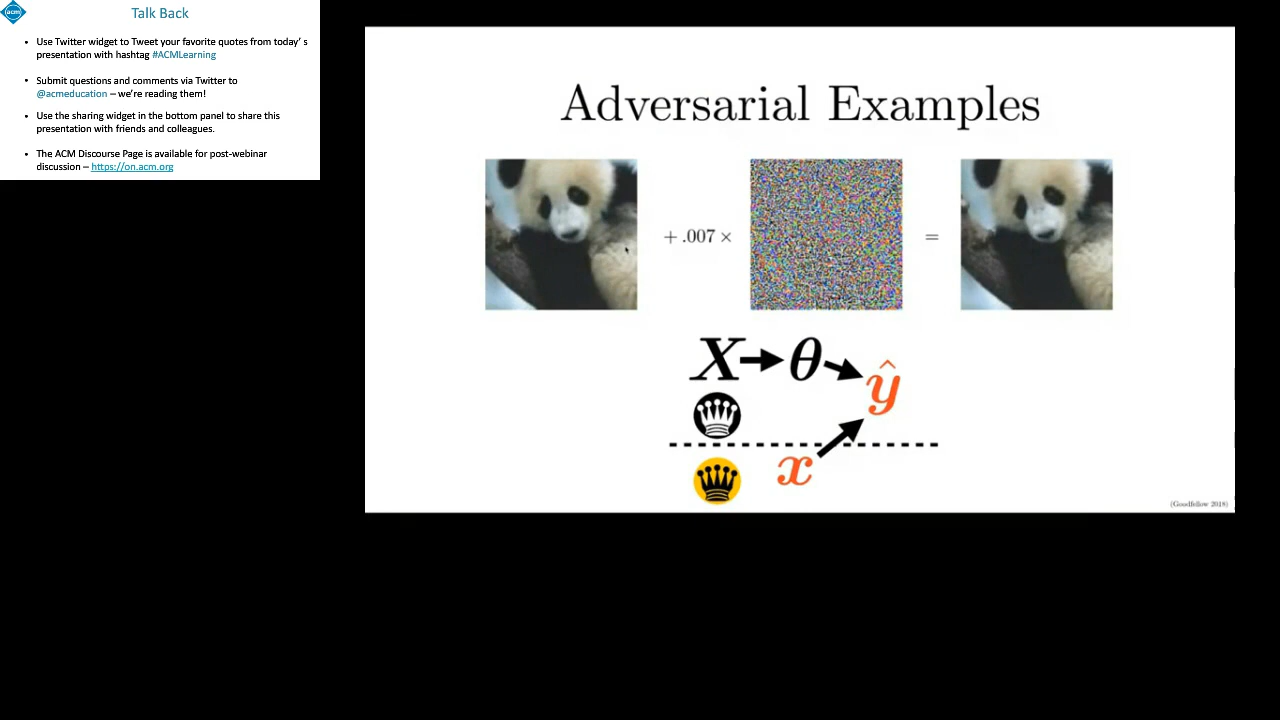 acm
Talk Back
• Use Twitter widget to Tweet your favorite quotes from today' s
presentation with hashtag #ACMLearning
• Submit questions and comments via Twitter to
@acmeducation – we're reading them!
• Use the sharing widget in the bottom panel to share this
presentation with friends and colleagues.
• The ACM Discourse Page is available for post-webinar
discussion – https://on.acm.org
Adversarial Examples
+ .007 × =
X θ ŷ
x
(Goodfellow 2018)